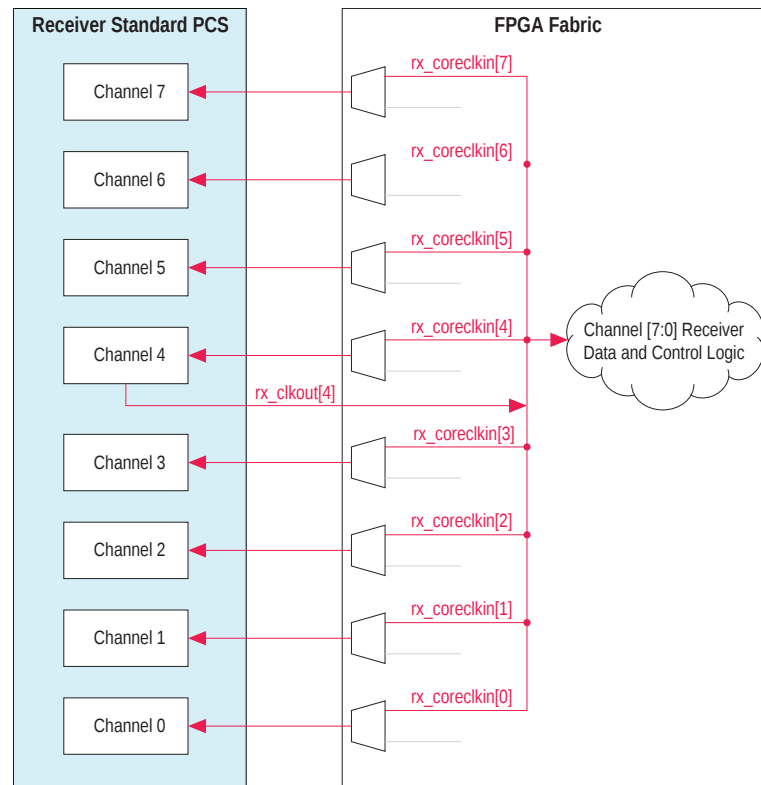 Receiver Standard PCS
FPGA Fabric
rx_coreclkin[7]
Channel 7
rx_coreclkin[6]
Channel 6
rx_coreclkin[5]
Channel 5
rx_coreclkin[4]
Channel 4
Channel [7:0] Receiver
Data and Control Logic
rx_clkout[4]
rx_coreclkin[3]
Channel 3
rx_coreclkin[2]
Channel 2
rx_coreclkin[1]
Channel 1
rx_coreclkin[0]
Channel 0